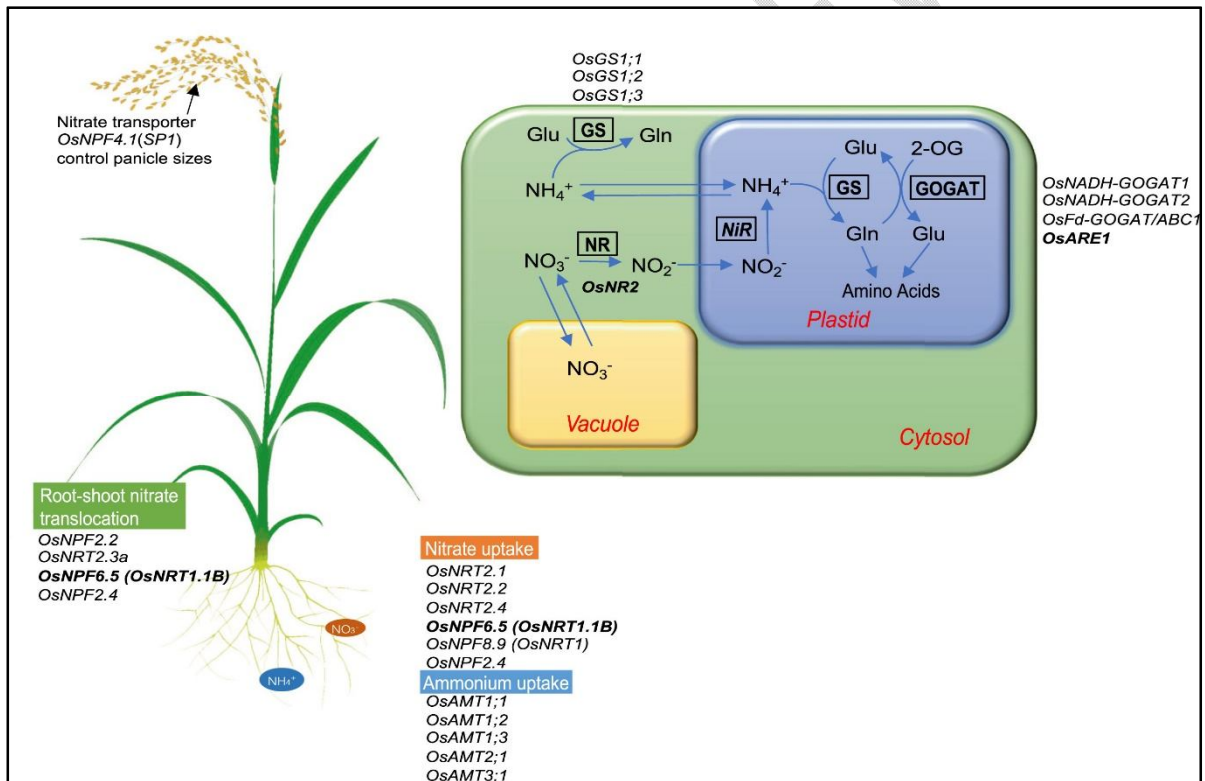 Nitrate transporter
OsNPF4.1(SP1)
control panicle sizes
OsGS1;1
OsGS1;2
OsGS1;3
Glu GS Gln
NH₄⁺
NO₃⁻ NR NO₂⁻
OsNR2
NO₃⁻
Vacuole
Cytosol
Glu 2-OG
NH₄⁺ GS GOGAT
NiR
Gln Glu
NO₂⁻
Amino Acids
Plastid
OsNADH-GOGAT1
OsNADH-GOGAT2
OsFd-GOGAT/ABC1
OsARE1
Root-shoot nitrate
translocation
OsNPF2.2
OsNRT2.3a
OsNPF6.5 (OsNRT1.1B)
OsNPF2.4
NO₃⁻
NH₄⁺
Nitrate uptake
OsNRT2.1
OsNRT2.2
OsNRT2.4
OsNPF6.5 (OsNRT1.1B)
OsNPF8.9 (OsNRT1)
OsNPF2.4
Ammonium uptake
OsAMT1;1
OsAMT1;2
OsAMT1;3
OsAMT2;1
OsAMT3;1